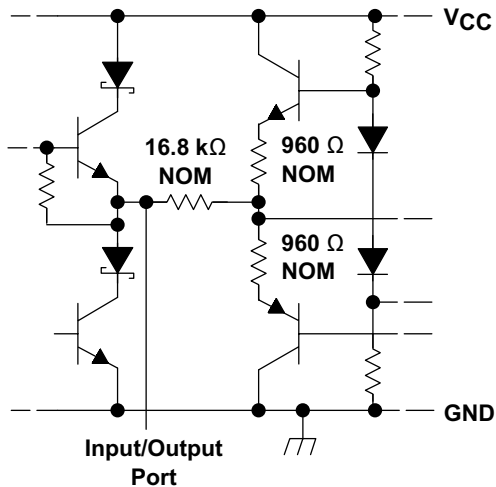 VCC
16.8 kΩ
NOM
960 Ω
NOM
960 Ω
NOM
GND
Input/Output
Port